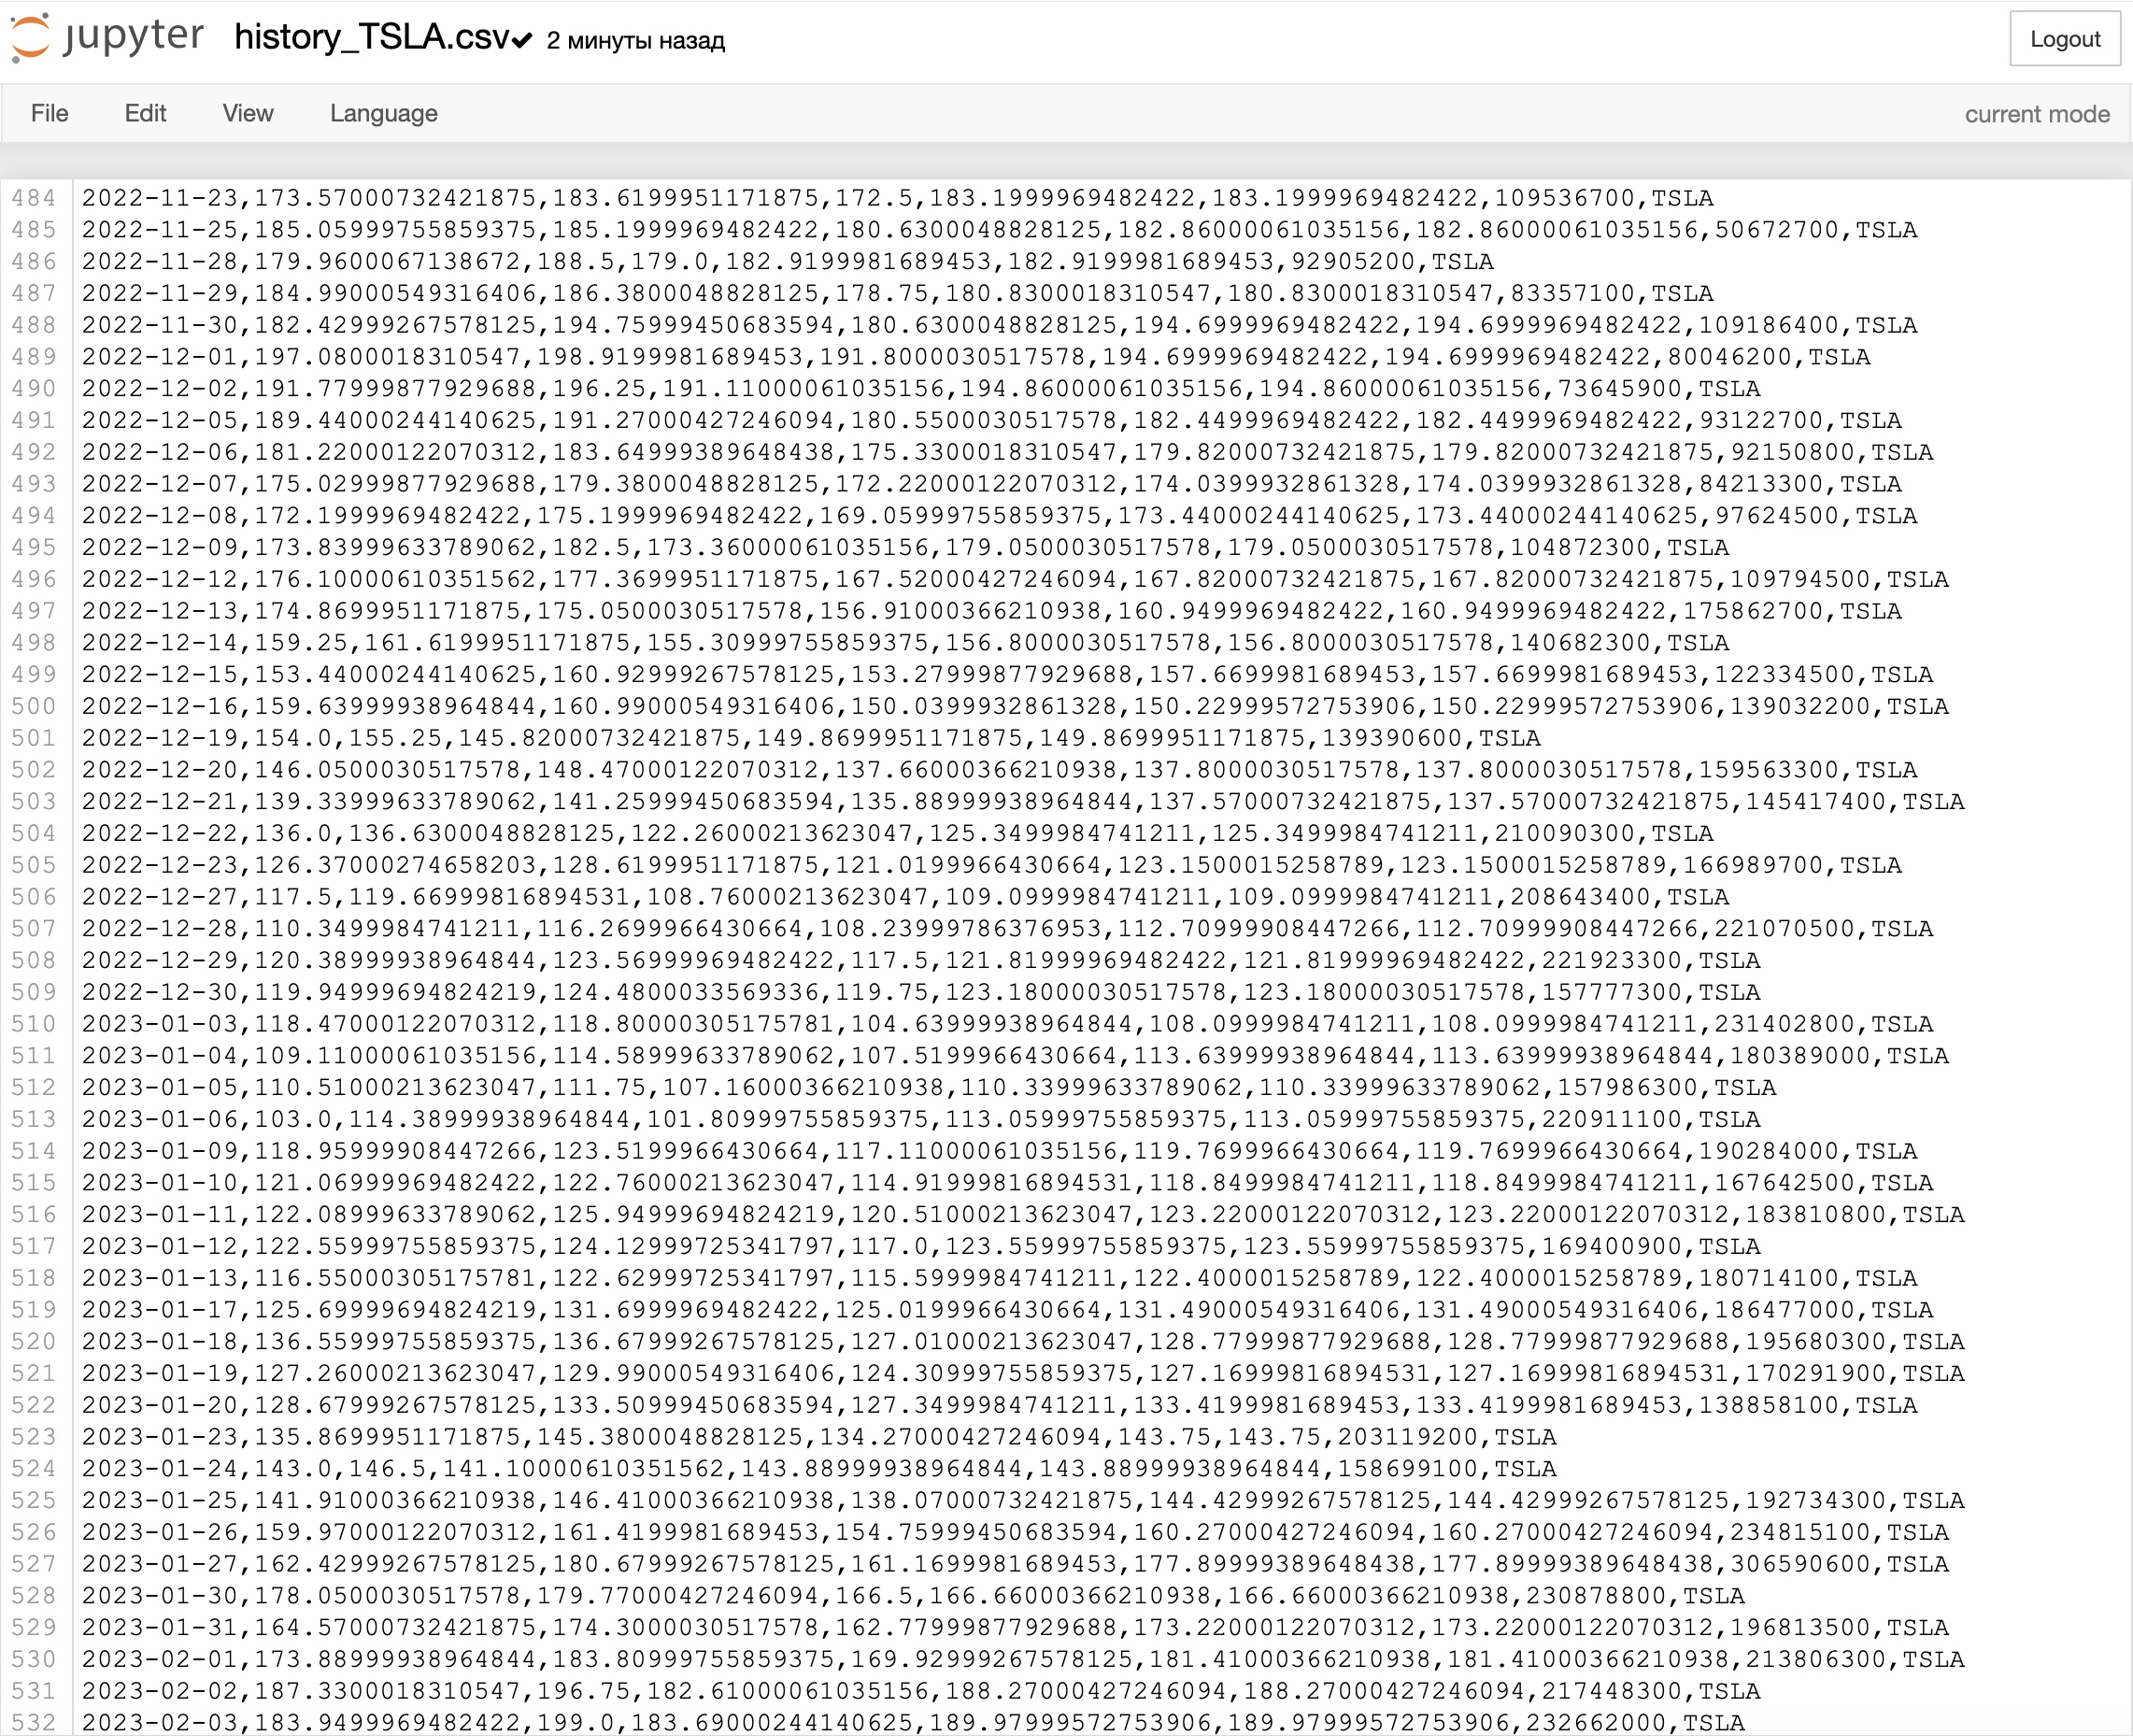 jupyter history_TSLA.csv 2 минуты назад Logout
File Edit View Language current mode
484 2022-11-23,173.57000732421875,183.6199951171875,172.5,183.1999969482422,183.1999969482422,109536700,TSLA
485 2022-11-25,185.05999755859375,185.1999969482422,180.6300048828125,182.86000061035156,182.86000061035156,50672700,TSLA
486 2022-11-28,179.9600067138672,188.5,179.0,182.9199981689453,182.9199981689453,92905200,TSLA
487 2022-11-29,184.99000549316406,186.3800048828125,178.75,180.8300018310547,180.8300018310547,83357100,TSLA
488 2022-11-30,182.42999267578125,194.75999450683594,180.6300048828125,194.6999969482422,194.6999969482422,109186400,TSLA
489 2022-12-01,197.0800018310547,198.9199981689453,191.8000030517578,194.6999969482422,194.6999969482422,80046200,TSLA
490 2022-12-02,191.77999877929688,196.25,191.11000061035156,194.86000061035156,194.86000061035156,73645900,TSLA
491 2022-12-05,189.44000244140625,191.27000427246094,180.5500030517578,182.4499969482422,182.4499969482422,93122700,TSLA
492 2022-12-06,181.22000122070312,183.64999389648438,175.3300018310547,179.82000732421875,179.82000732421875,92150800,TSLA
493 2022-12-07,175.02999877929688,179.3800048828125,172.22000122070312,174.0399932861328,174.0399932861328,84213300,TSLA
494 2022-12-08,172.1999969482422,175.1999969482422,169.05999755859375,173.44000244140625,173.44000244140625,97624500,TSLA
495 2022-12-09,173.83999633789062,182.5,173.36000061035156,179.0500030517578,179.0500030517578,104872300,TSLA
496 2022-12-12,176.10000610351562,177.3699951171875,167.52000427246094,167.82000732421875,167.82000732421875,109794500,TSLA
497 2022-12-13,174.8699951171875,175.0500030517578,156.91000366210938,160.9499969482422,160.9499969482422,175862700,TSLA
498 2022-12-14,159.25,161.6199951171875,155.30999755859375,156.8000030517578,156.8000030517578,140682300,TSLA
499 2022-12-15,153.44000244140625,160.92999267578125,153.27999877929688,157.6699981689453,157.6699981689453,122334500,TSLA
500 2022-12-16,159.63999938964844,160.99000549316406,150.0399932861328,150.22999572753906,150.22999572753906,139032200,TSLA
501 2022-12-19,154.0,155.25,145.82000732421875,149.8699951171875,149.8699951171875,139390600,TSLA
502 2022-12-20,146.0500030517578,148.47000122070312,137.66000366210938,137.8000030517578,137.8000030517578,159563300,TSLA
503 2022-12-21,139.33999633789062,141.25999450683594,135.88999938964844,137.57000732421875,137.57000732421875,145417400,TSLA
504 2022-12-22,136.0,136.6300048828125,122.26000213623047,125.3499984741211,125.3499984741211,210090300,TSLA
505 2022-12-23,126.37000274658203,128.6199951171875,121.0199966430664,123.1500015258789,123.1500015258789,166989700,TSLA
506 2022-12-27,117.5,119.66999816894531,108.76000213623047,109.0999984741211,109.0999984741211,208643400,TSLA
507 2022-12-28,110.3499984741211,116.2699966430664,108.23999786376953,112.70999908447266,112.70999908447266,221070500,TSLA
508 2022-12-29,120.38999938964844,123.56999969482422,117.5,121.81999969482422,121.81999969482422,221923300,TSLA
509 2022-12-30,119.94999694824219,124.4800033569336,119.75,123.18000030517578,123.18000030517578,157777300,TSLA
510 2023-01-03,118.47000122070312,118.80000305175781,104.63999938964844,108.0999984741211,108.0999984741211,231402800,TSLA
511 2023-01-04,109.11000061035156,114.58999633789062,107.5199966430664,113.63999938964844,113.63999938964844,180389000,TSLA
512 2023-01-05,110.51000213623047,111.75,107.16000366210938,110.33999633789062,110.33999633789062,157986300,TSLA
513 2023-01-06,103.0,114.38999938964844,101.80999755859375,113.05999755859375,113.05999755859375,220911100,TSLA
514 2023-01-09,118.95999908447266,123.5199966430664,117.11000061035156,119.7699966430664,119.7699966430664,190284000,TSLA
515 2023-01-10,121.06999969482422,122.76000213623047,114.91999816894531,118.8499984741211,118.8499984741211,167642500,TSLA
516 2023-01-11,122.08999633789062,125.94999694824219,120.51000213623047,123.22000122070312,123.22000122070312,183810800,TSLA
517 2023-01-12,122.55999755859375,124.12999725341797,117.0,123.55999755859375,123.55999755859375,169400900,TSLA
518 2023-01-13,116.55000305175781,122.62999725341797,115.5999984741211,122.4000015258789,122.4000015258789,180714100,TSLA
519 2023-01-17,125.69999694824219,131.6999969482422,125.0199966430664,131.49000549316406,131.49000549316406,186477000,TSLA
520 2023-01-18,136.55999755859375,136.67999267578125,127.01000213623047,128.77999877929688,128.77999877929688,195680300,TSLA
521 2023-01-19,127.26000213623047,129.99000549316406,124.30999755859375,127.16999816894531,127.16999816894531,170291900,TSLA
522 2023-01-20,128.67999267578125,133.50999450683594,127.3499984741211,133.4199981689453,133.4199981689453,138858100,TSLA
523 2023-01-23,135.8699951171875,145.3800048828125,134.27000427246094,143.75,143.75,203119200,TSLA
524 2023-01-24,143.0,146.5,141.10000610351562,143.88999938964844,143.88999938964844,158699100,TSLA
525 2023-01-25,141.91000366210938,146.41000366210938,138.07000732421875,144.42999267578125,144.42999267578125,192734300,TSLA
526 2023-01-26,159.97000122070312,161.4199981689453,154.75999450683594,160.27000427246094,160.27000427246094,234815100,TSLA
527 2023-01-27,162.42999267578125,180.67999267578125,161.1699981689453,177.89999389648438,177.89999389648438,306590600,TSLA
528 2023-01-30,178.0500030517578,179.77000427246094,166.5,166.66000366210938,166.66000366210938,230878800,TSLA
529 2023-01-31,164.57000732421875,174.3000030517578,162.77999877929688,173.22000122070312,173.22000122070312,196813500,TSLA
530 2023-02-01,173.88999938964844,183.80999755859375,169.92999267578125,181.41000366210938,181.41000366210938,213806300,TSLA
531 2023-02-02,187.3300018310547,196.75,182.61000061035156,188.27000427246094,188.27000427246094,217448300,TSLA
532 2023-02-03,183.9499969482422,199.0,183.69000244140625,189.97999572753906,189.97999572753906,232662000,TSLA